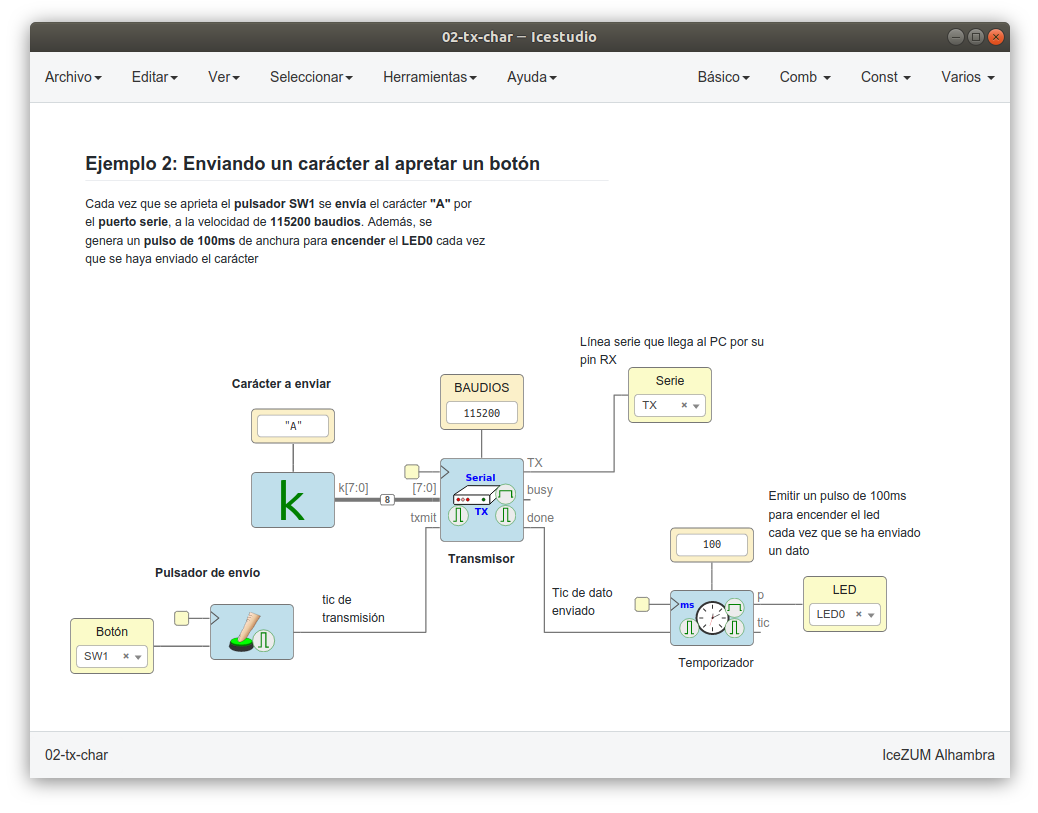 02-tx-char — Icestudio
Archivo Editar Ver Seleccionar Herramientas Ayuda Básico Comb Const Varios
Ejemplo 2: Enviando un carácter al apretar un botón
Cada vez que se aprieta el pulsador SW1 se envía el carácter "A" por
el puerto serie, a la velocidad de 115200 baudios. Además, se
genera un pulso de 100ms de anchura para encender el LED0 cada vez
que se haya enviado el carácter
Línea serie que llega al PC por su
pin RX
Serie
TX
Carácter a enviar
"A"
k
k[7:0]
8
BAUDIOS
115200
[7:0]
txmit
Serial
TX
TX
busy
done
Transmisor
Pulsador de envío
Botón
SW1
tic de
transmisión
Tic de dato
enviado
Emitir un pulso de 100ms
para encender el led
cada vez que se ha enviado
un dato
100
ms
p
tic
Temporizador
LED
LED0
02-tx-char
IceZUM Alhambra